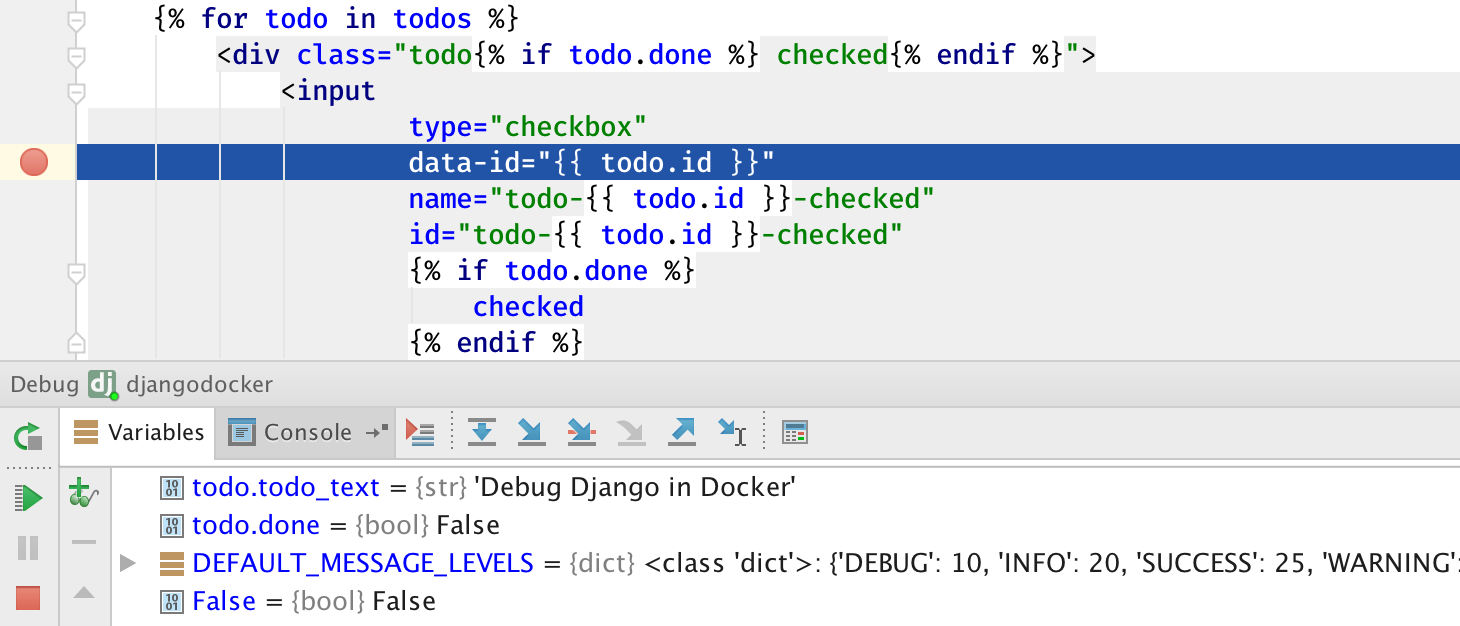 {% for todo in todos %}
<div class="todo{% if todo.done %} checked{% endif %}">
<input
type="checkbox"
data-id="{{ todo.id }}"
name="todo-{{ todo.id }}-checked"
id="todo-{{ todo.id }}-checked"
{% if todo.done %}
checked
{% endif %}
Debug dj djangodocker
Variables Console
todo.todo_text = {str} 'Debug Django in Docker'
todo.done = {bool} False
DEFAULT_MESSAGE_LEVELS = {dict} <class 'dict'>: {'DEBUG': 10, 'INFO': 20, 'SUCCESS': 25, 'WARNING':
False = {bool} False